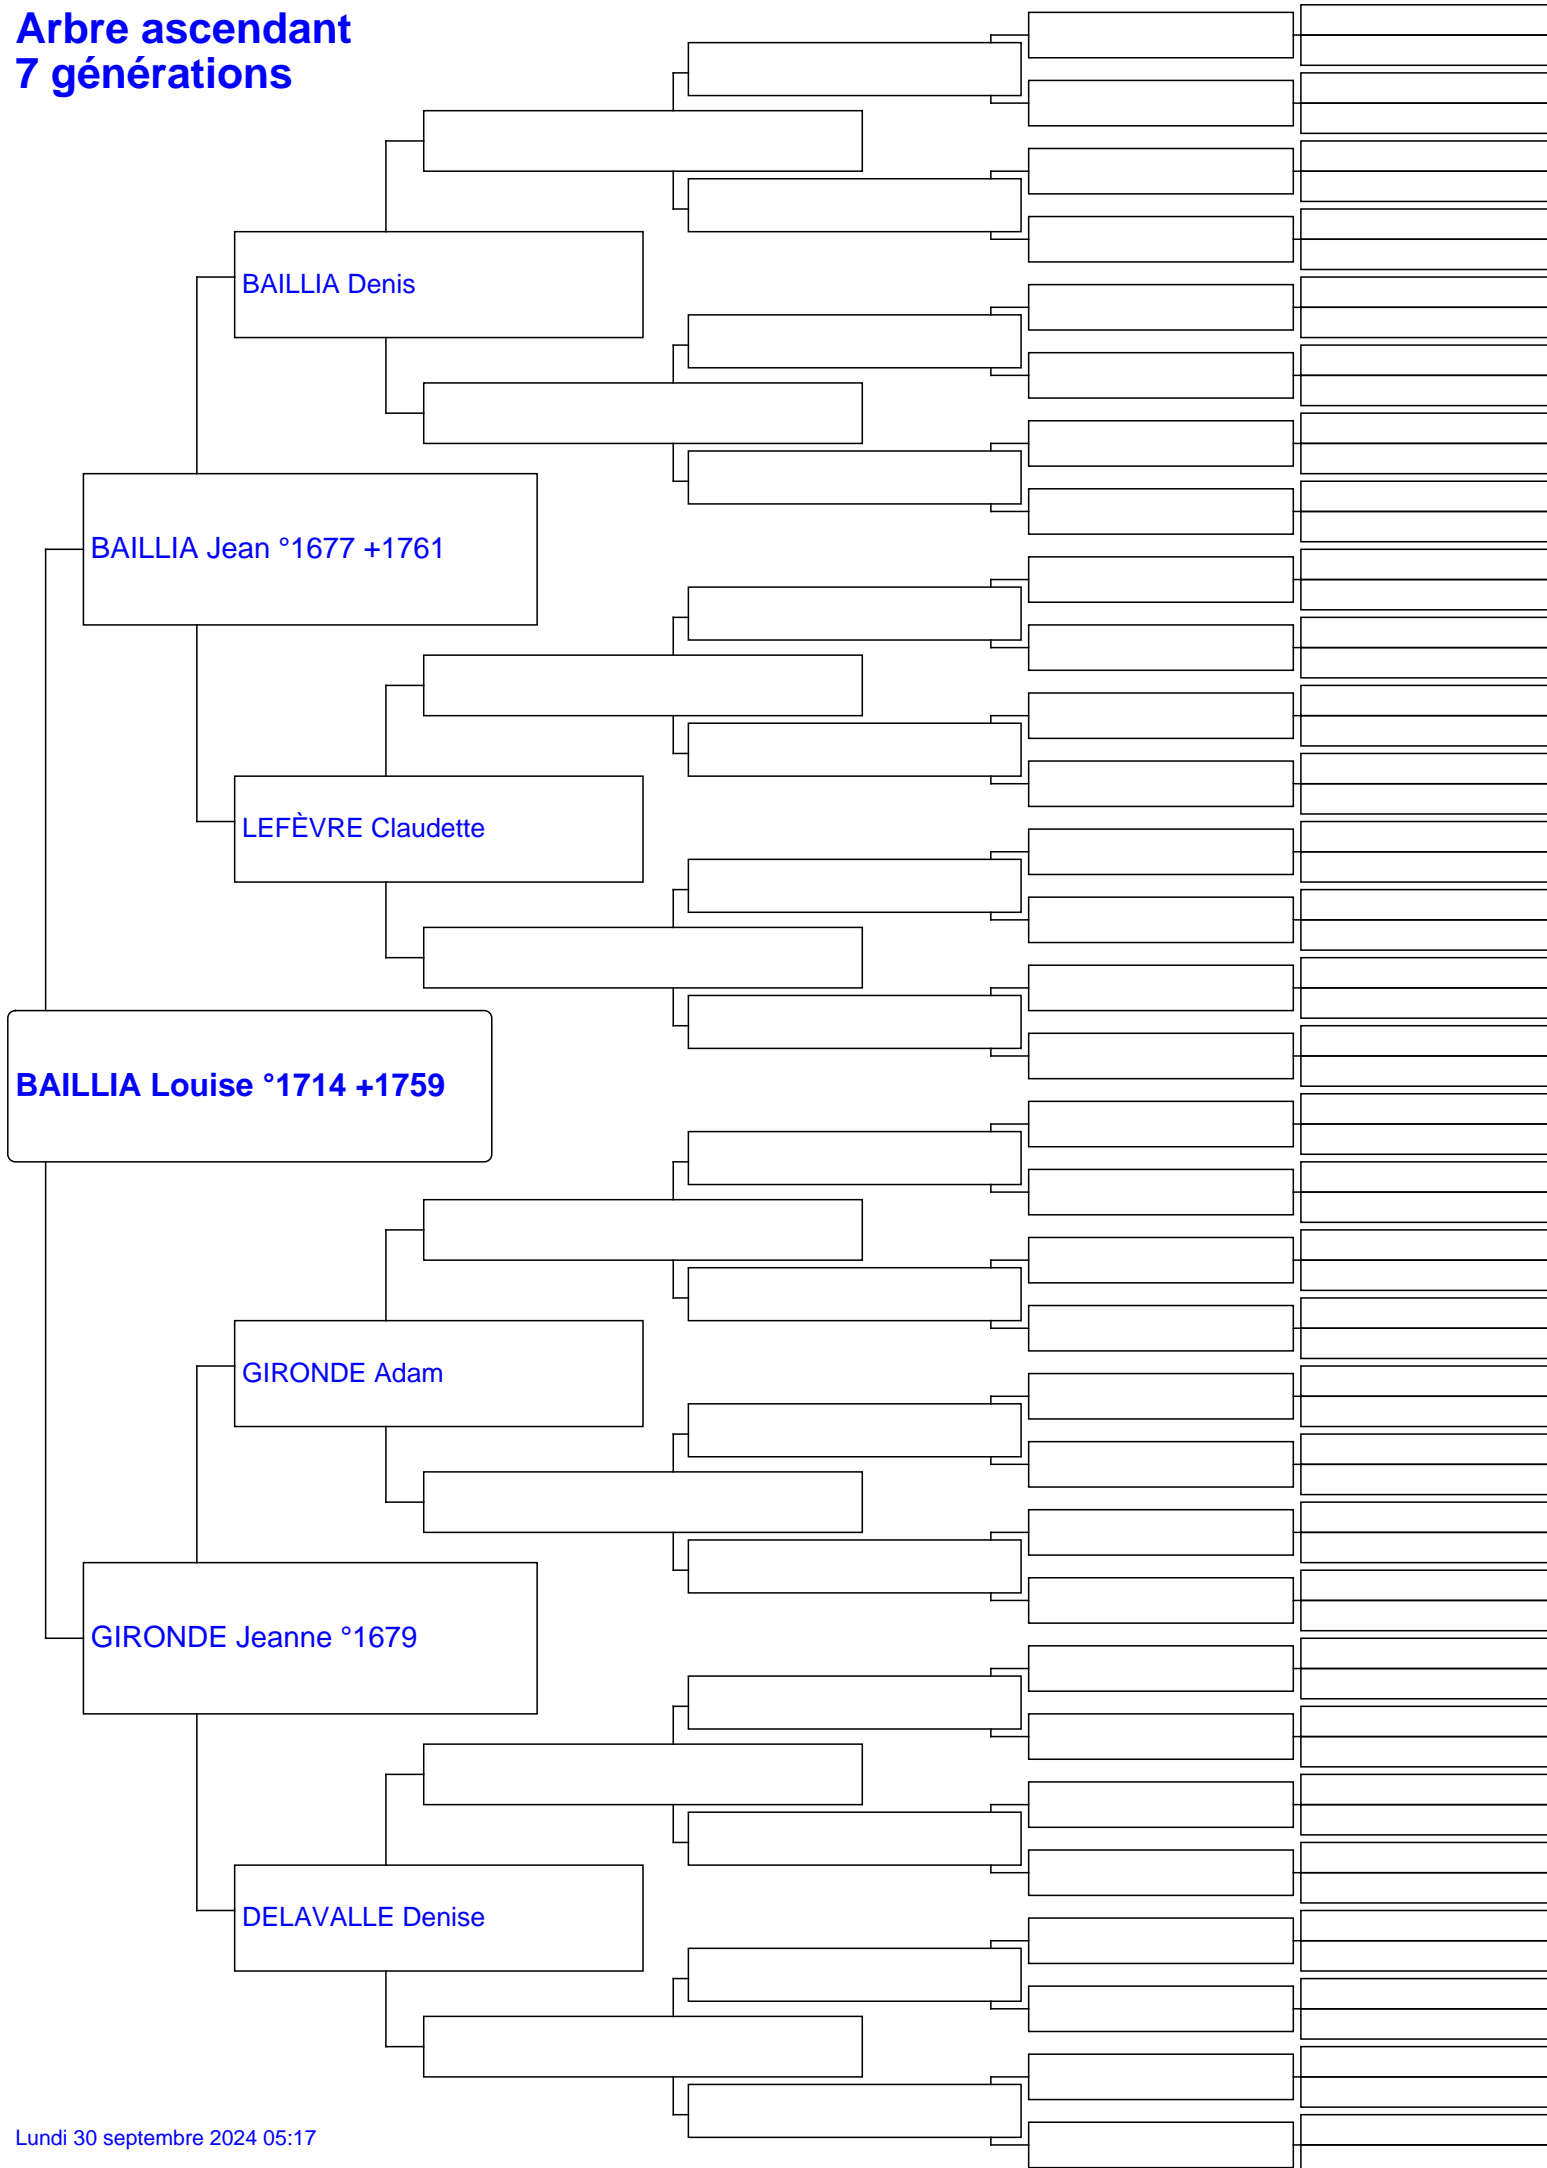 Arbre ascendant
7 générations
BAILLIA Denis
BAILLIA Jean °1677 +1761
LEFÈVRE Claudette
BAILLIA Louise °1714 +1759
GIRONDE Adam
GIRONDE Jeanne °1679
DELAVALLE Denise
Lundi 30 septembre 2024 05:17